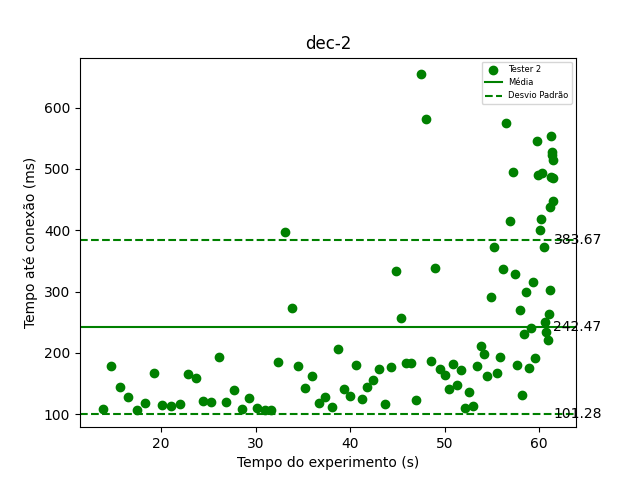 dec-2
Tester 2
Média
Desvio Padrão
Tempo até conexão (ms)
600
500
400
300
200
100
383.67
242.47
101.28
20
30
40
50
60
Tempo do experimento (s)